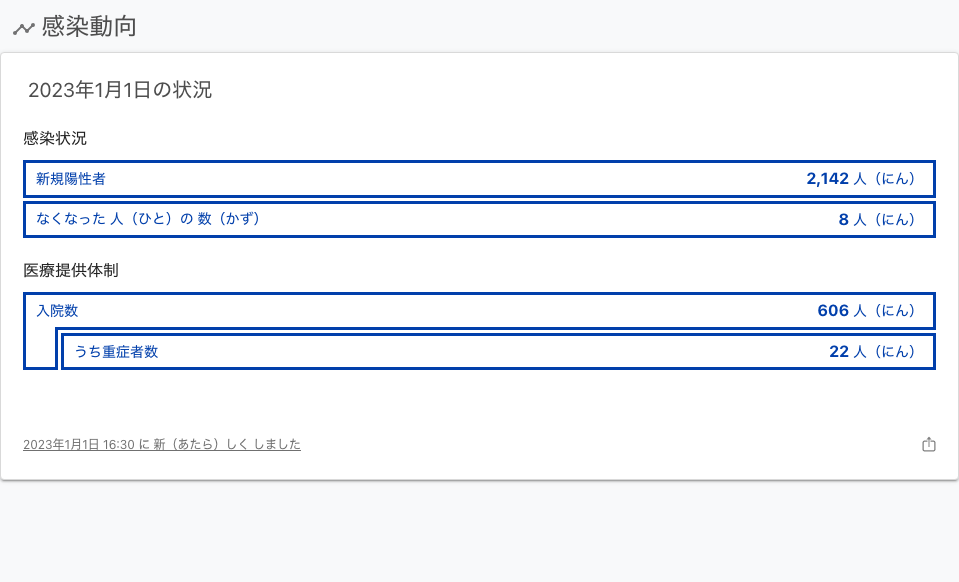 感染動向
2023年1月1日の状況
感染状況
新規陽性者 2,142 人（にん）
なくなった 人（ひと）の 数（かず） 8 人（にん）
医療提供体制
入院数 606 人（にん）
うち重症者数 22 人（にん）
2023年1月1日 16:30 に 新（あたら）しく しました